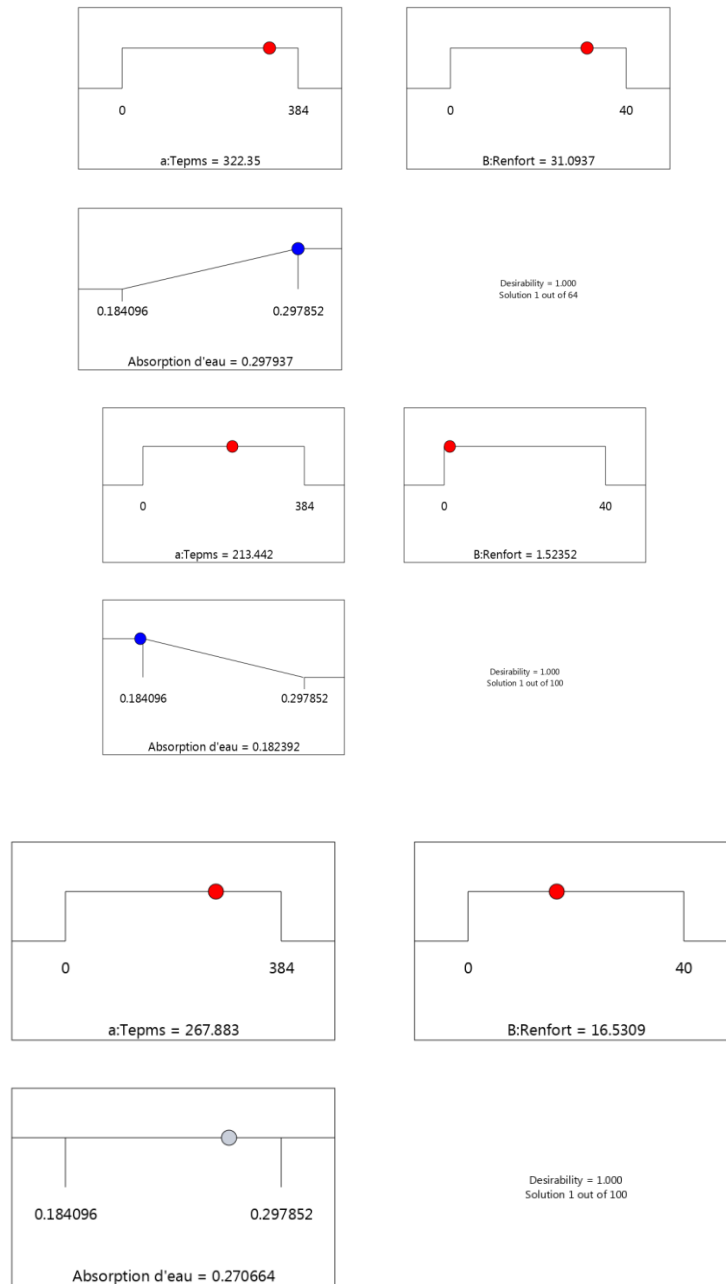 0 384
a:Tepms = 322.35
0 40
B:Renfort = 31.0937
0.184096 0.297852
Absorption d'eau = 0.297937
Desirability = 1.000
Solution 1 out of 64
0 384
a:Tepms = 213.442
0 40
B:Renfort = 1.52352
0.184096 0.297852
Absorption d'eau = 0.182392
Desirability = 1.000
Solution 1 out of 100
0 384
a:Tepms = 267.883
0 40
B:Renfort = 16.5309
0.184096 0.297852
Absorption d'eau = 0.270664
Desirability = 1.000
Solution 1 out of 100